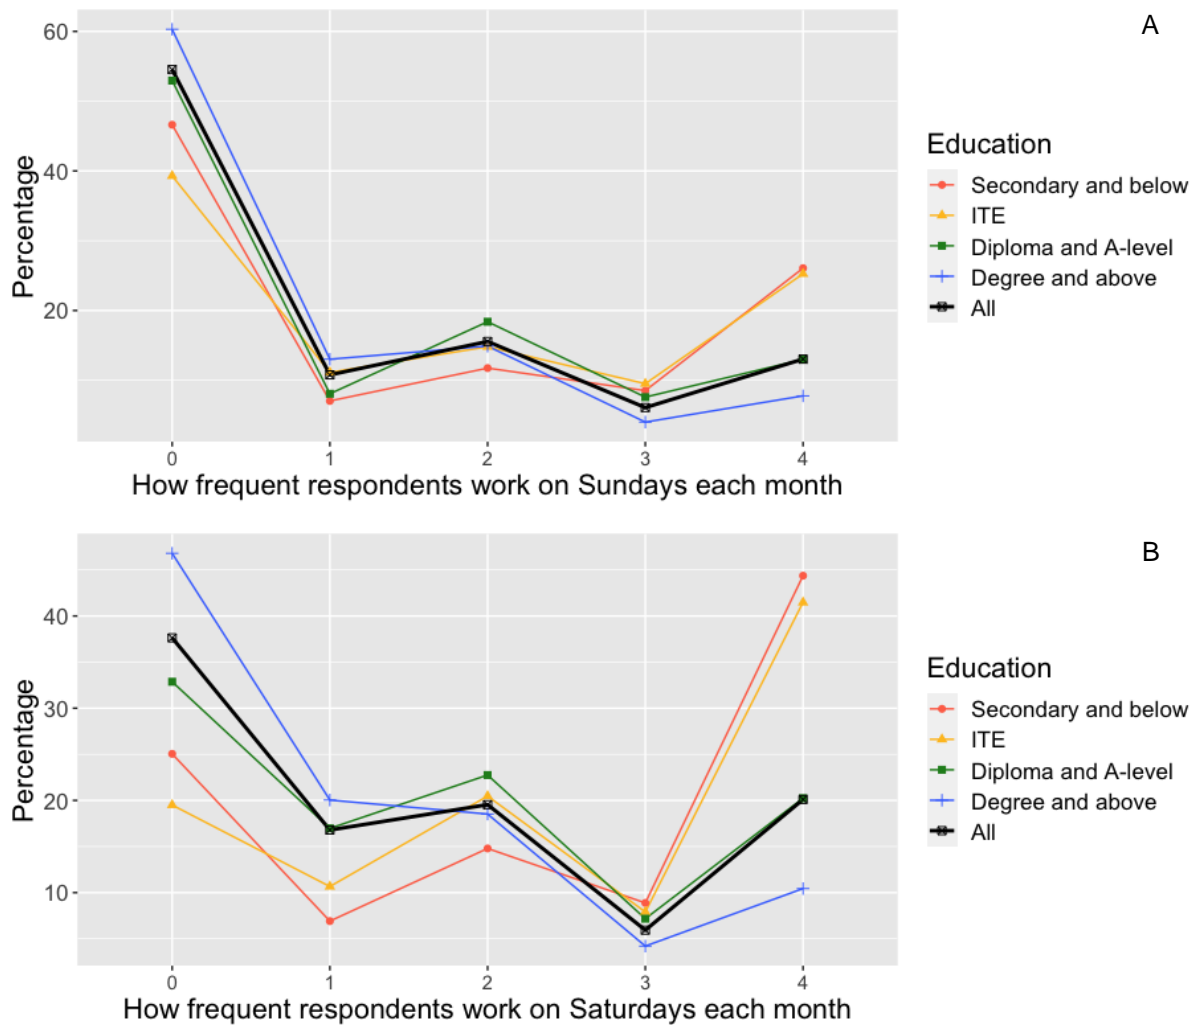 A
60
40
20
Percentage
0 1 2 3 4
How frequent respondents work on Sundays each month
Education
Secondary and below
ITE
Diploma and A-level
Degree and above
All
B
40
30
20
10
Percentage
0 1 2 3 4
How frequent respondents work on Saturdays each month
Education
Secondary and below
ITE
Diploma and A-level
Degree and above
All